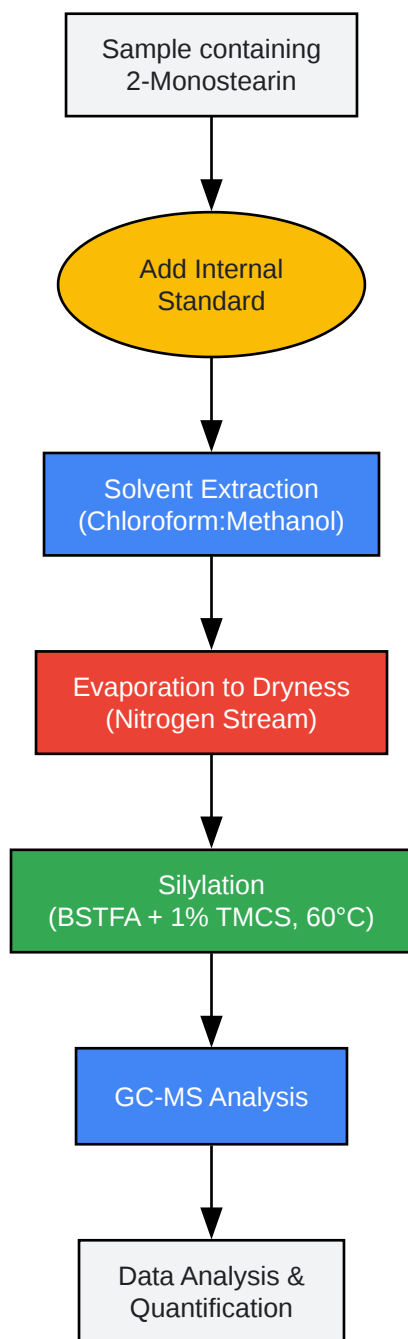 Sample containing
2-Monostearin
Add Internal
Standard
Solvent Extraction
(Chloroform:Methanol)
Evaporation to Dryness
(Nitrogen Stream)
Silylation
(BSTFA + 1% TMCS, 60°C)
GC-MS Analysis
Data Analysis &
Quantification